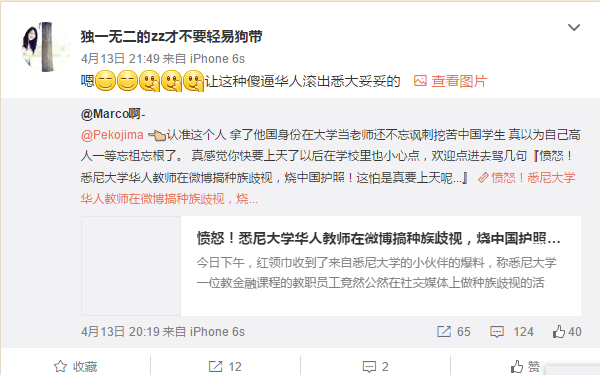 独一无二的zz才不要轻易狗带
4月13日 21:49 来自 iPhone 6s
嗯让这种傻逼华人滚出悉大妥妥的 查看图片
@Marco啊-
@Pekojima 认准这个人 拿了他国身份在大学当老师还不忘讽刺挖苦中国学生 真以为自己高
人一等忘祖忘根了。 真感觉你快要上天了以后在学校里也小心点，欢迎点进去骂几句『愤怒！
悉尼大学华人教师在微博搞种族歧视，烧中国护照！这怕是真要上天呢...』 愤怒！悉尼大学
华人教师在微博搞种族歧视，烧...
愤怒！悉尼大学华人教师在微博搞种族歧视，烧中国护照...
今日下午，红领巾收到了来自悉尼大学的小伙伴的爆料，称悉尼大学
一位教金融课程的教职员工竟然公然在社交媒体上做种族歧视的活
4月13日 20:19 来自 iPhone 6s 65 124 40
收藏 12 2 赞